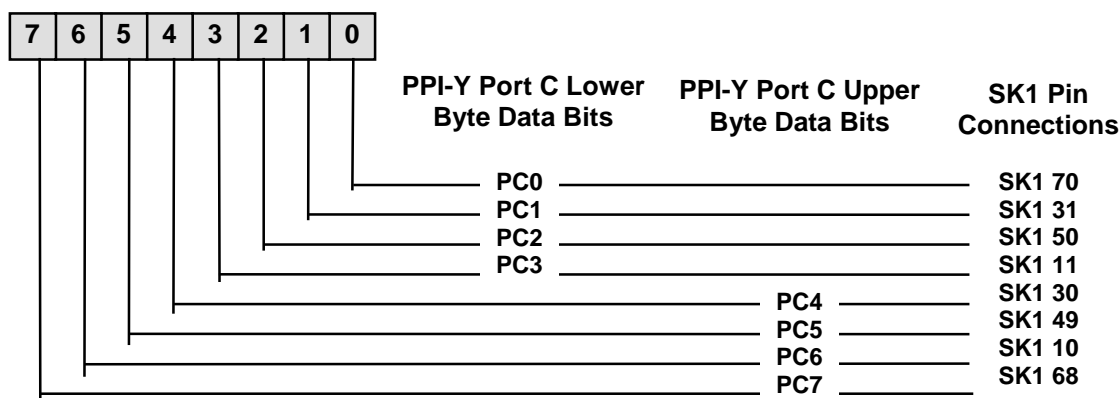 7 6 5 4 3 2 1 0
PPI-Y Port C Lower
Byte Data Bits
PPI-Y Port C Upper
Byte Data Bits
SK1 Pin
Connections
PC0 SK1 70
PC1 SK1 31
PC2 SK1 50
PC3 SK1 11
PC4 SK1 30
PC5 SK1 49
PC6 SK1 10
PC7 SK1 68